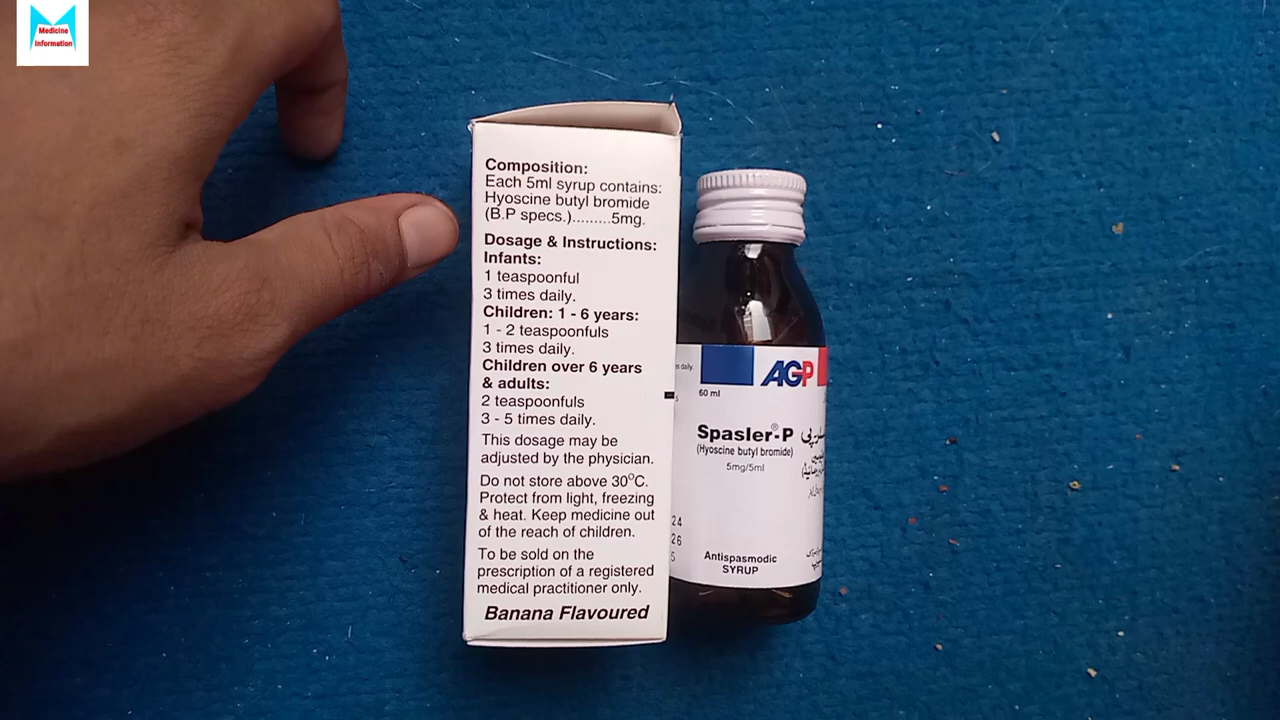 Medicine
Information
Composition:
Each 5ml syrup contains:
Hyoscine butyl bromide
(B.P specs.).........5mg.
Dosage & Instructions:
Infants:
1 teaspoonful
3 times daily.
Children: 1 - 6 years:
1 - 2 teaspoonfuls
3 times daily.
Children over 6 years
& adults:
2 teaspoonfuls
3 - 5 times daily.
This dosage may be
adjusted by the physician.
Do not store above 30°C.
Protect from light, freezing
& heat. Keep medicine out
of the reach of children.
To be sold on the
prescription of a registered
medical practitioner only.
Banana Flavoured
daily.
AGP
60 ml
Spasler®-P
(Hyoscine butyl bromide)
5mg/5ml
24
26
5
Antispasmodic
SYRUP